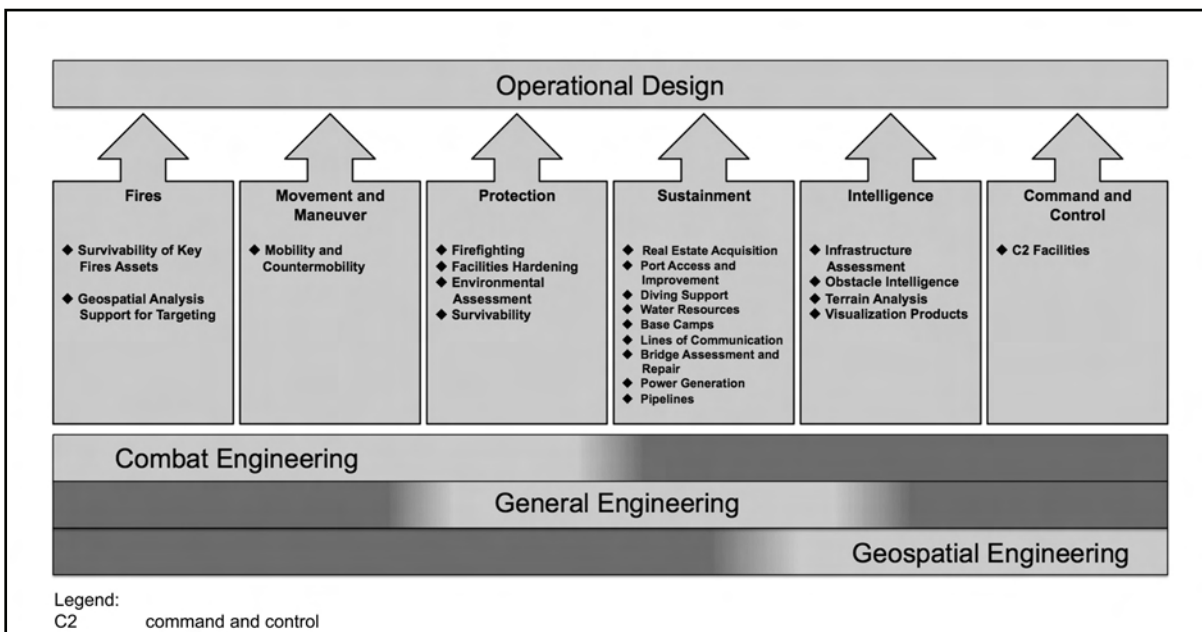 Operational Design
Fires
◆ Survivability of Key
Fires Assets
◆ Geospatial Analysis
Support for Targeting
Movement and
Maneuver
◆ Mobility and
Countermobility
Protection
◆ Firefighting
◆ Facilities Hardening
◆ Environmental
Assessment
◆ Survivability
Sustainment
◆ Real Estate Acquisition
◆ Port Access and
Improvement
◆ Diving Support
◆ Water Resources
◆ Base Camps
◆ Lines of Communication
◆ Bridge Assessment and
Repair
◆ Power Generation
◆ Pipelines
Intelligence
◆ Infrastructure
Assessment
◆ Obstacle Intelligence
◆ Terrain Analysis
◆ Visualization Products
Command and
Control
◆ C2 Facilities
Combat Engineering
General Engineering
Geospatial Engineering
Legend:
C2 command and control